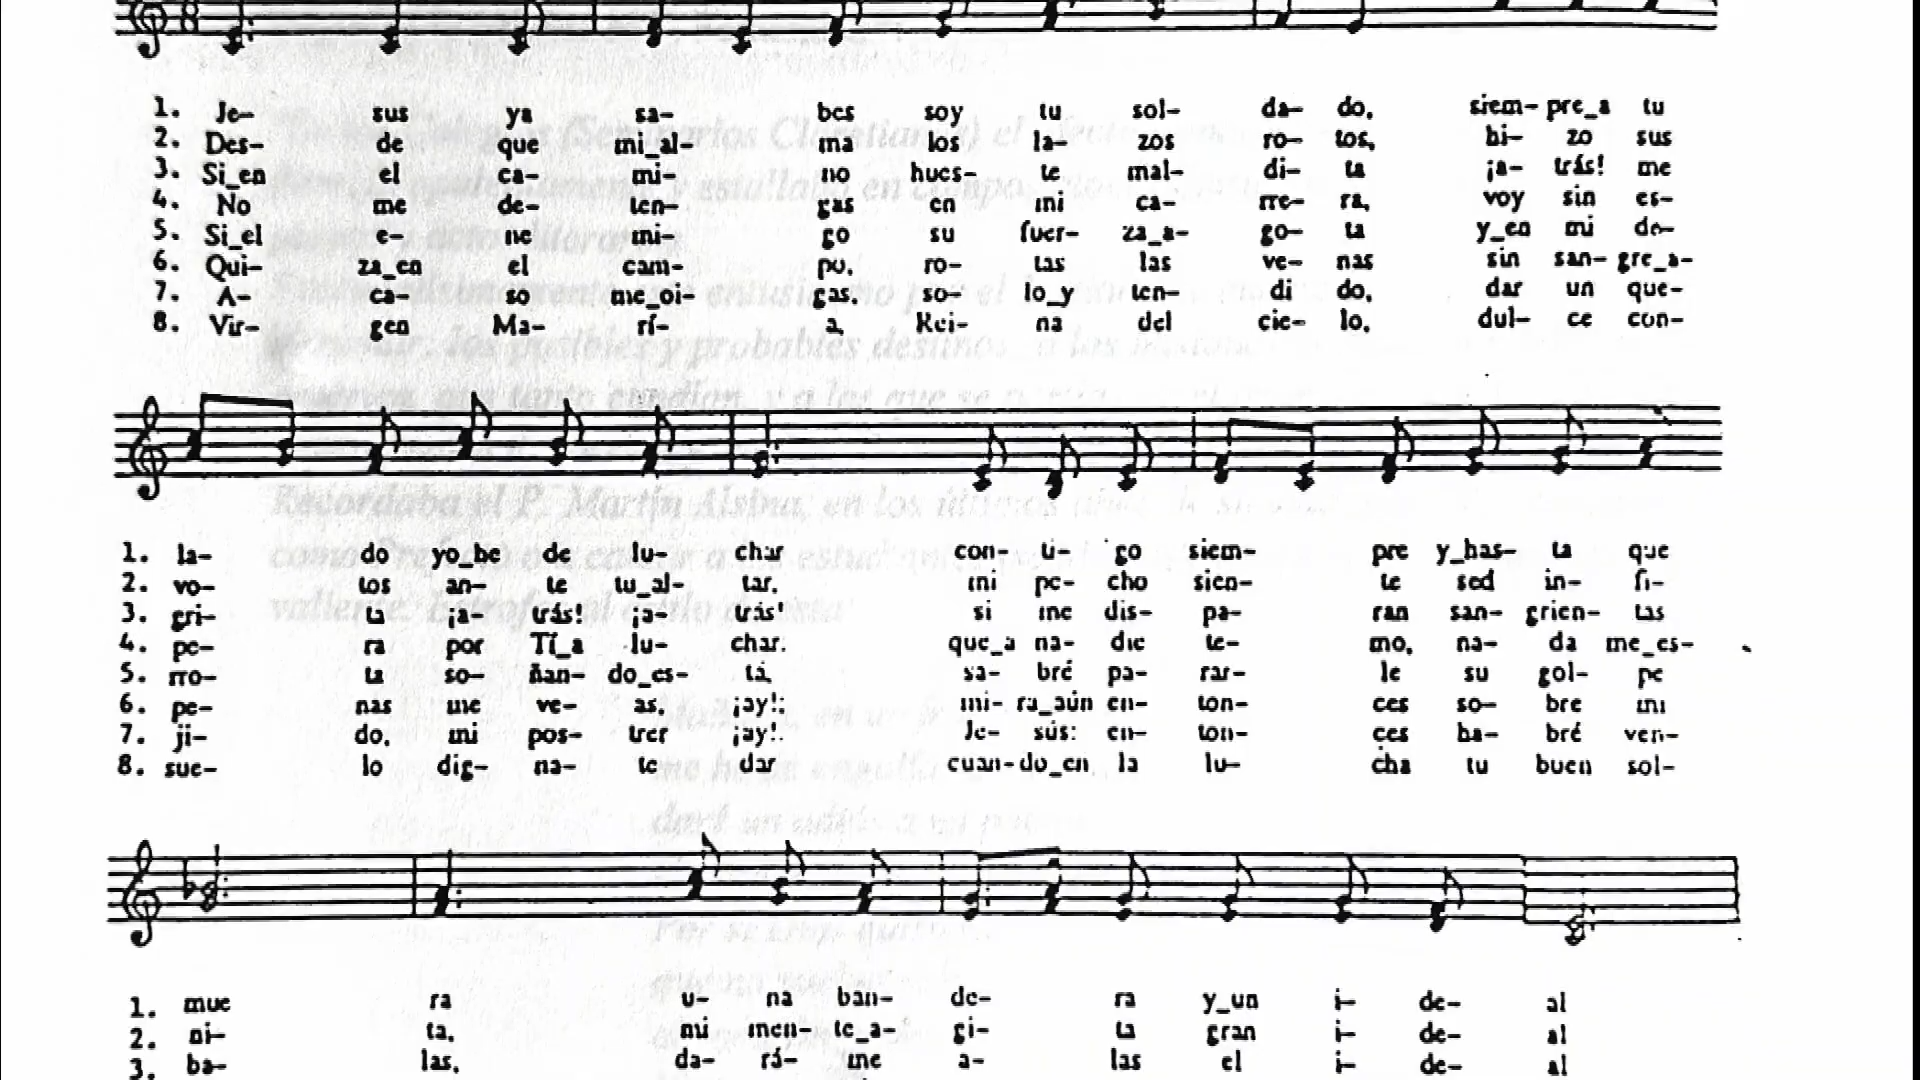 8
1. Je- sus ya sa- bes soy tu sol- da- do, siem- pre_a tu
2. Des- de que mi_al- ma los la- zos ro- tos, hi- zo sus
3. Si_en el ca- mi- no hues- te mal- di- ta ¡a- trás! me
4. No me de- ten- gas en mi ca- rre- ra, voy sin es-
5. Si_el e- ne mi- go su fuer- za_a- go- ta y_en mi de-
6. Qui- za_en el cam- po, ro- tas las ve- nas sin san- gre_a-
7. A- ca- so me_oi- gas, so- lo_y ten- di do, dar un que-
8. Vir- gen Ma- rí- a, Rei- na del cie- lo, dul- ce con-
Recordaba el P. Martín Alsina, en los últimos
1. la- do yo_he de lu- char con- ti- go siem- pre y_has- ta que
2. vo- tos an- te tu_al- tar, mi pe- cho sien- te sed in- fi-
3. gri- ta ¡a- trás! ¡a- trás! si me dis- pa- ran san- grien- tas
4. pe- ra por Tí_a lu- char. que_a na- die te- mo, na- da me_es-
5. rro- ta so- ñan- do_es- tá, sa- bré pa- rar- le su gol- pe
6. pe- nas me ve- as, ¡ay!; mi- ra_aún en- ton- ces so- bre mi
7. ji- do, mi pos- trer ¡ay!. Je- sús: en- ton- ces ha- bré ven-
8. sue- lo dig- na- te dar cuan- do_en la lu- cha tu buen sol-
1. mue ra u- na ban- de- ra y_un i- de- al
2. ni- ta, mi men- te_a- gi- ta gran i- de- al
3. ba- las, da- rá- me a- las el i- de- al